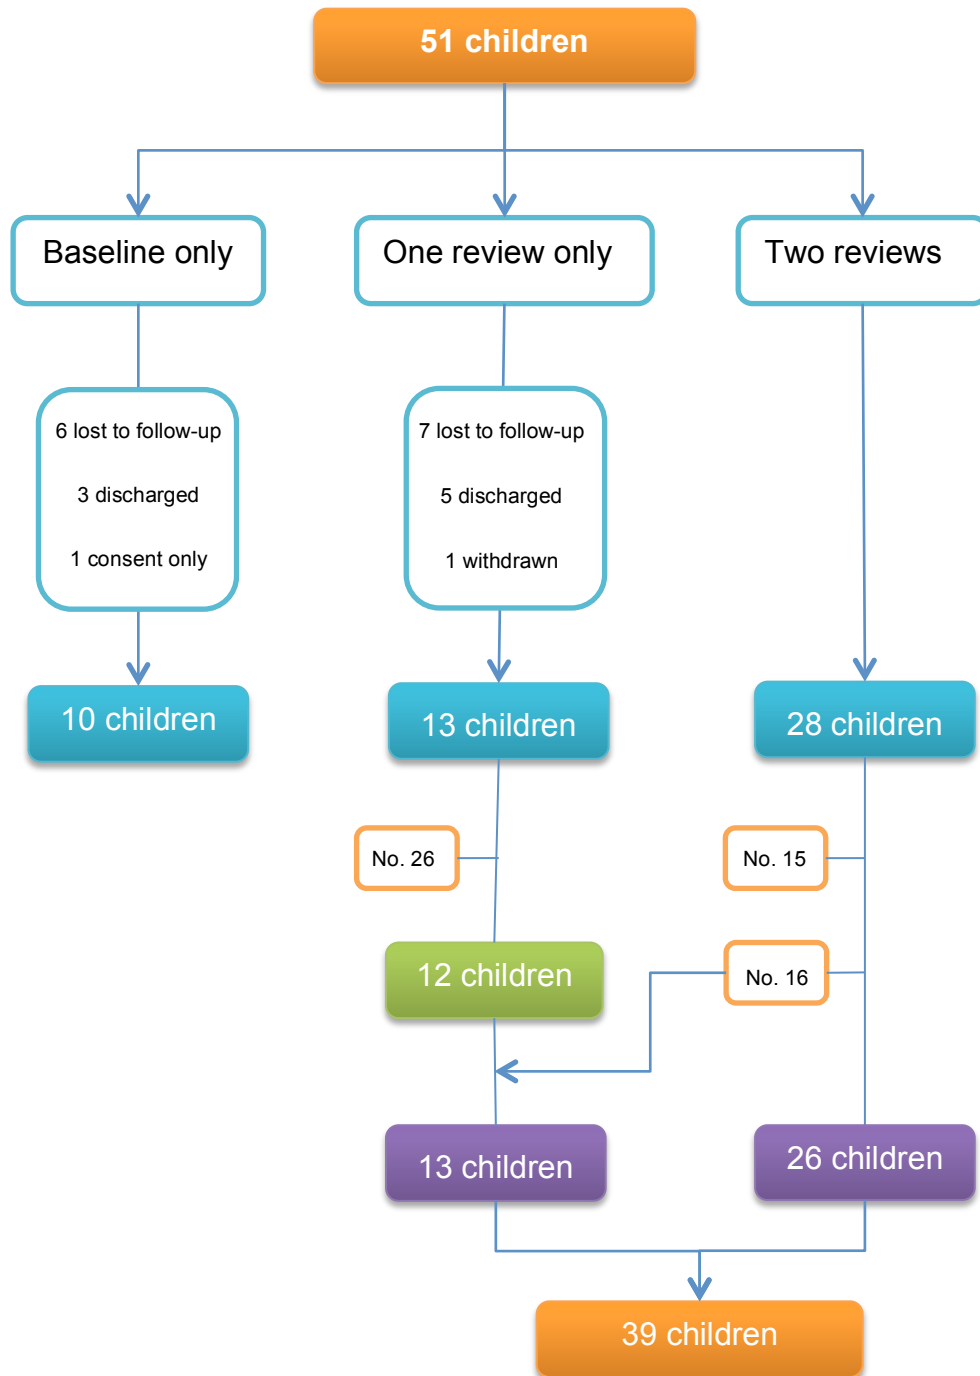 51 children
Baseline only
One review only
Two reviews
6 lost to follow-up
3 discharged
1 consent only
7 lost to follow-up
5 discharged
1 withdrawn
10 children
13 children
28 children
No. 26
No. 15
12 children
No. 16
13 children
26 children
39 children